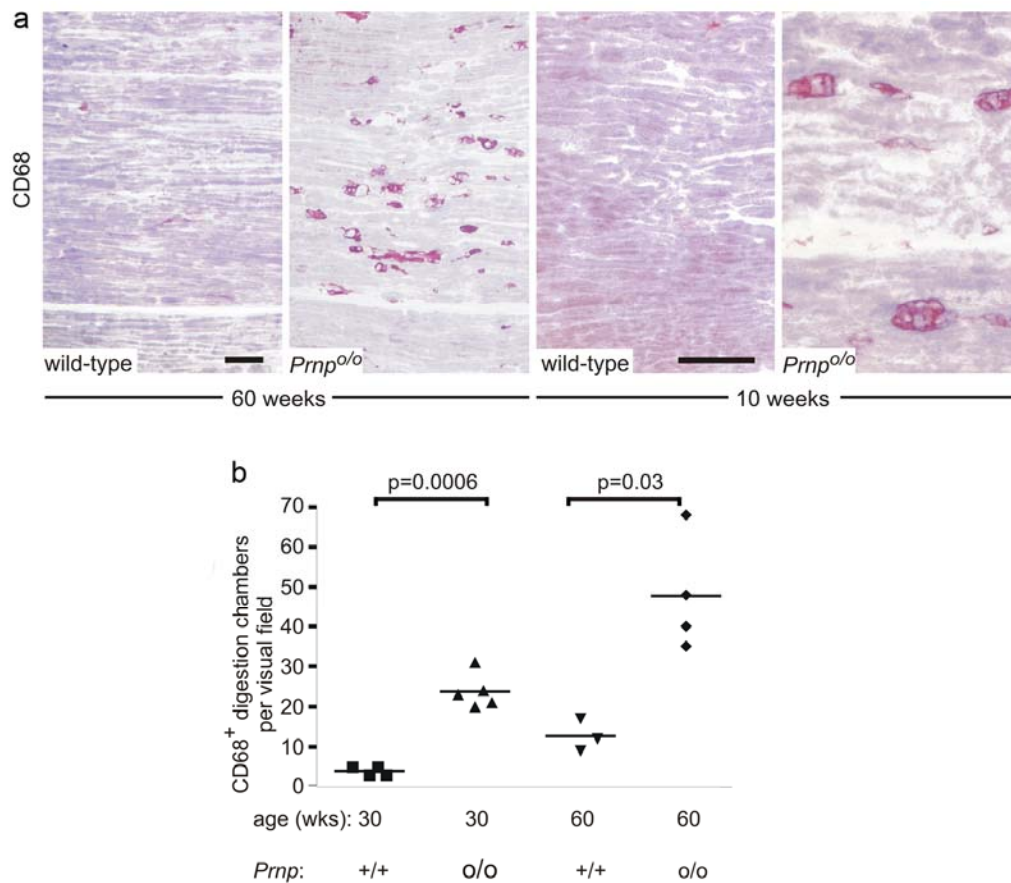 a
CD68
wild-type
Prnpo/o
wild-type
Prnpo/o
60 weeks
10 weeks
b
p=0.0006
p=0.03
CD68+ digestion chambers
per visual field
70
60
50
40
30
20
10
0
age (wks): 30 30 60 60
Prnp: +/+ o/o +/+ o/o